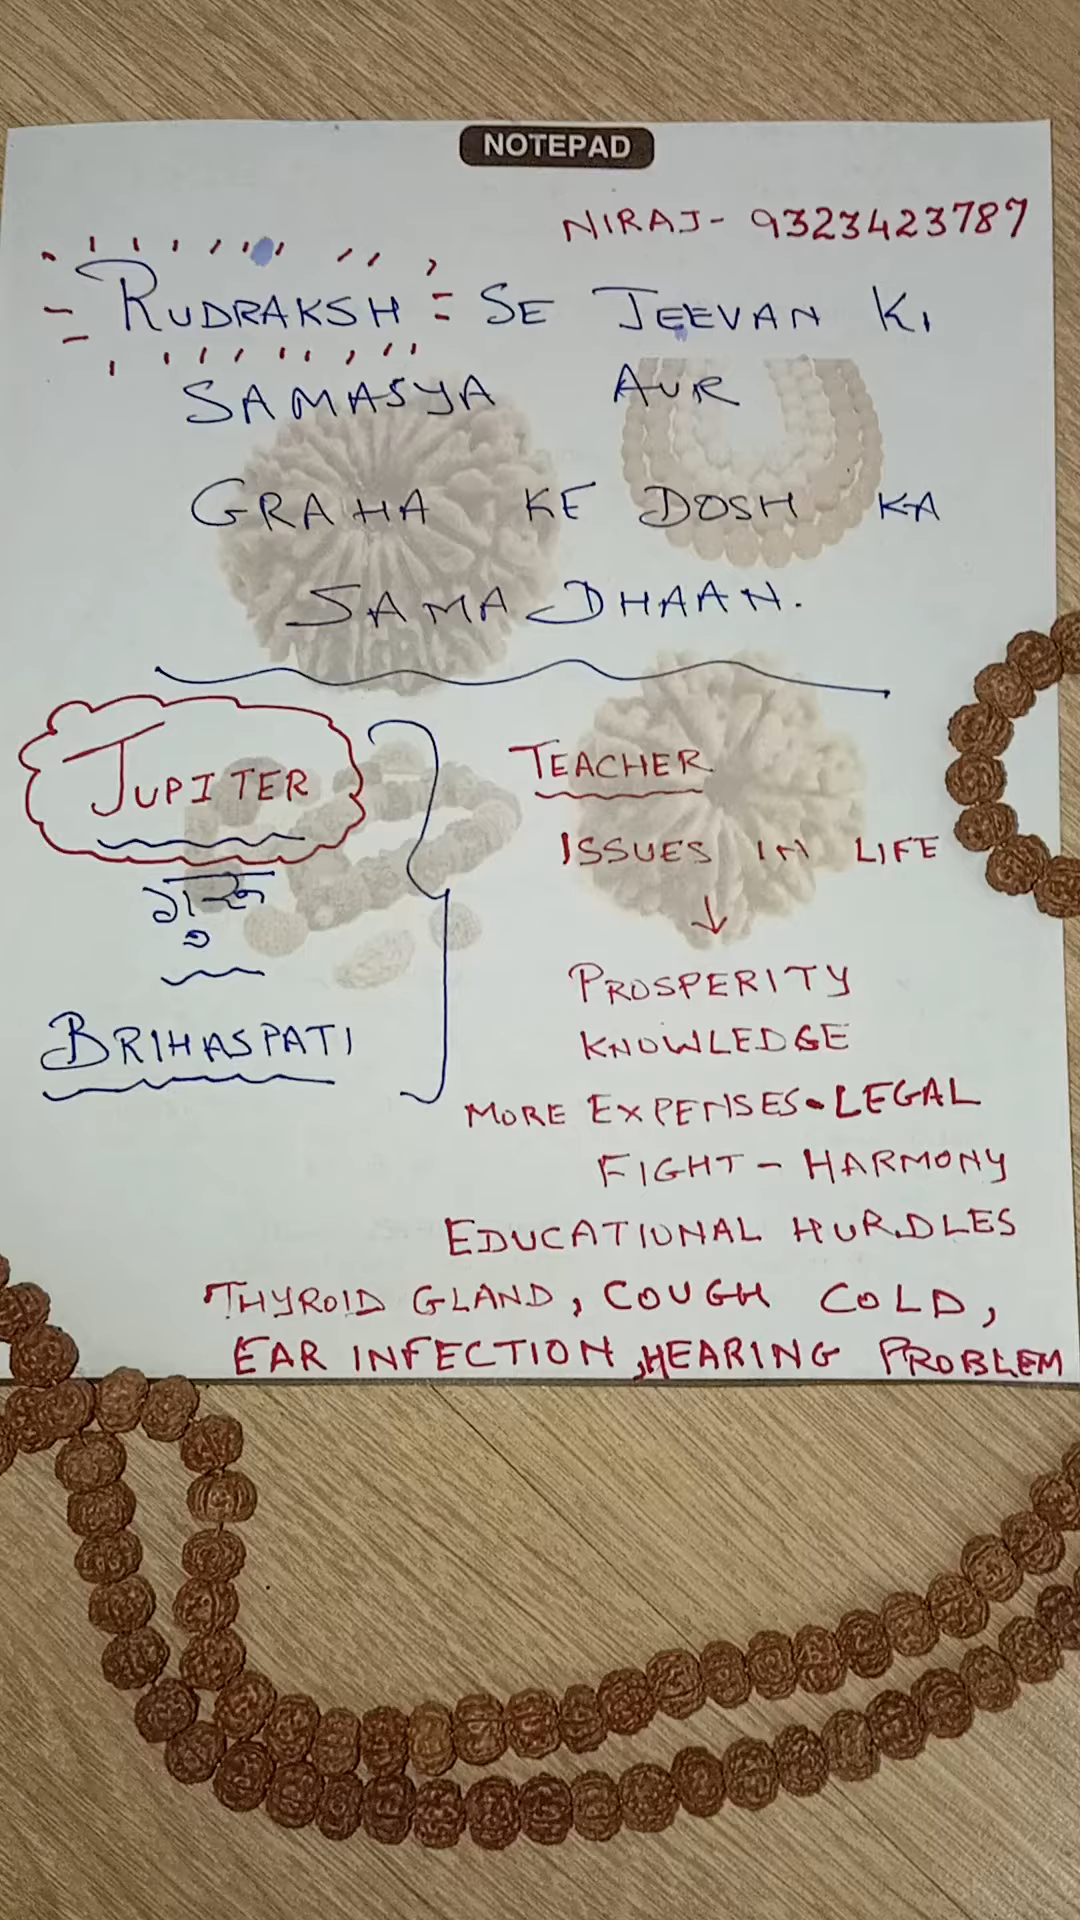 NOTEPAD
NIRAJ- 9323423787
RUDRAKSH SE JEEVAN KI
SAMASYA AUR
GRAHA KE DOSH KA
SAMADHAAN.
JUPITER
गुरु
BRIHASPATI
TEACHER
ISSUES IN LIFE
↓
PROSPERITY
KNOWLEDGE
MORE EXPENSES-LEGAL
FIGHT - HARMONY
EDUCATIONAL HURDLES
THYROID GLAND, COUGH COLD,
EAR INFECTION, HEARING PROBLEM